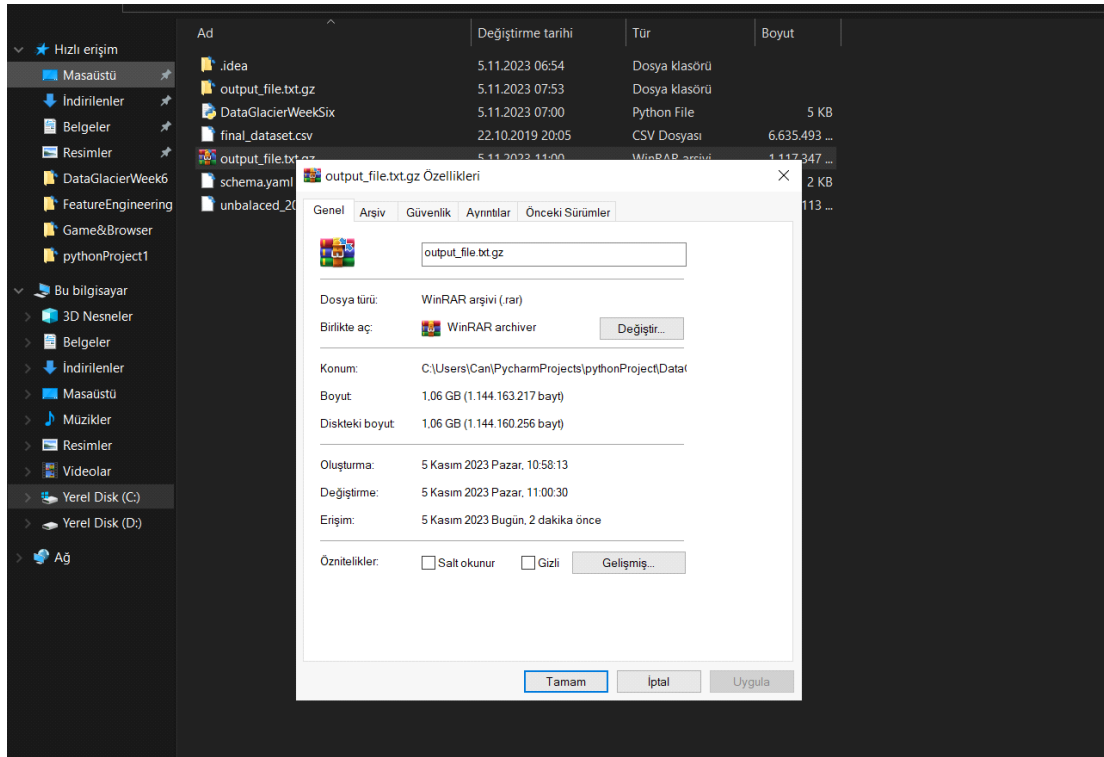 Ad Değiştirme tarihi Tür Boyut
Hızlı erişim
Masaüstü
İndirilenler
Belgeler
Resimler
DataGlacierWeek6
FeatureEngineering
Game&Browser
pythonProject1
Bu bilgisayar
3D Nesneler
Belgeler
İndirilenler
Masaüstü
Müzikler
Resimler
Videolar
Yerel Disk (C:)
Yerel Disk (D:)
Ağ
.idea 5.11.2023 06:54 Dosya klasörü
output_file.txt.gz 5.11.2023 07:53 Dosya klasörü
DataGlacierWeekSix 5.11.2023 07:00 Python File 5 KB
final_dataset.csv 22.10.2019 20:05 CSV Dosyası 6.635.493 ...
output_file.txt.gz 5.11.2023 11:00 WinRAR arşivi 1.117.347 ...
schema.yaml 2 KB
unbalaced_20 113 ...
output_file.txt.gz Özellikleri
Genel Arşiv Güvenlik Ayrıntılar Önceki Sürümler
output_file.txt.gz
Dosya türü: WinRAR arşivi (.rar)
Birlikte aç: WinRAR archiver Değiştir...
Konum: C:\Users\Can\PycharmProjects\pythonProject\Data
Boyut: 1,06 GB (1.144.163.217 bayt)
Diskteki boyut: 1,06 GB (1.144.160.256 bayt)
Oluşturma: 5 Kasım 2023 Pazar, 10:58:13
Değiştirme: 5 Kasım 2023 Pazar, 11:00:30
Erişim: 5 Kasım 2023 Bugün, 2 dakika önce
Öznitelikler: Salt okunur Gizli Gelişmiş...
Tamam İptal Uygula